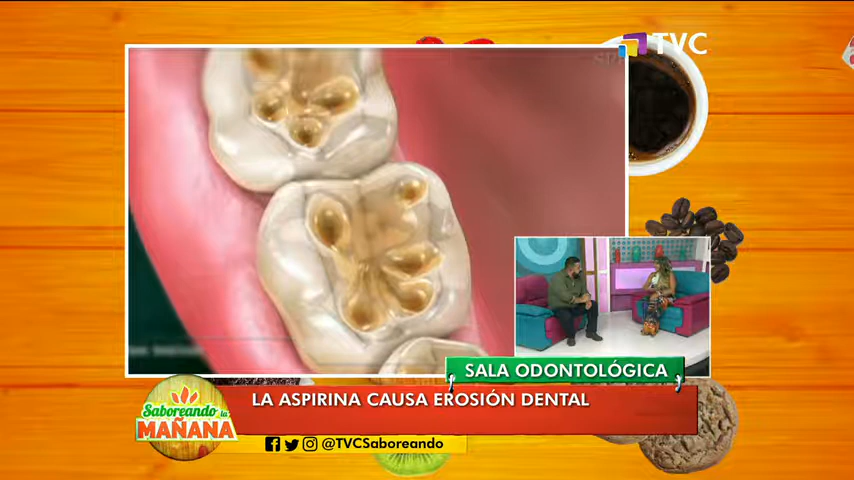 TVC
SALA ODONTOLÓGICA
LA ASPIRINA CAUSA EROSIÓN DENTAL
Saboreando la
MAÑANA
@TVCSaboreando